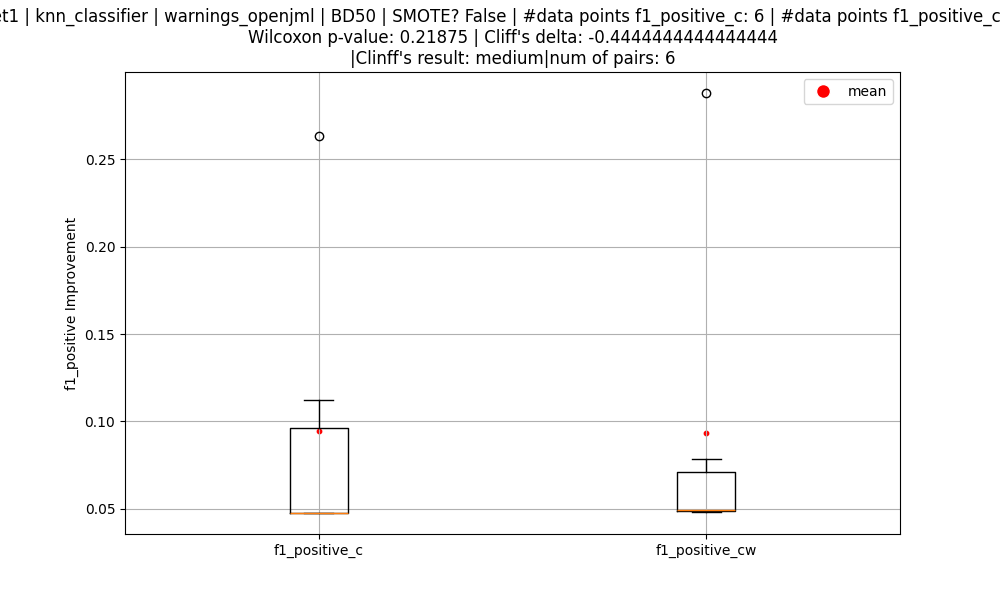 et1 | knn_classifier | warnings_openjml | BD50 | SMOTE? False | #data points f1_positive_c: 6 | #data points f1_positive_c
Wilcoxon p-value: 0.21875 | Cliff's delta: -0.4444444444444444
|Clinff's result: medium|num of pairs: 6
mean
0.25
0.20
0.15
0.10
0.05
f1_positive Improvement
f1_positive_c
f1_positive_cw